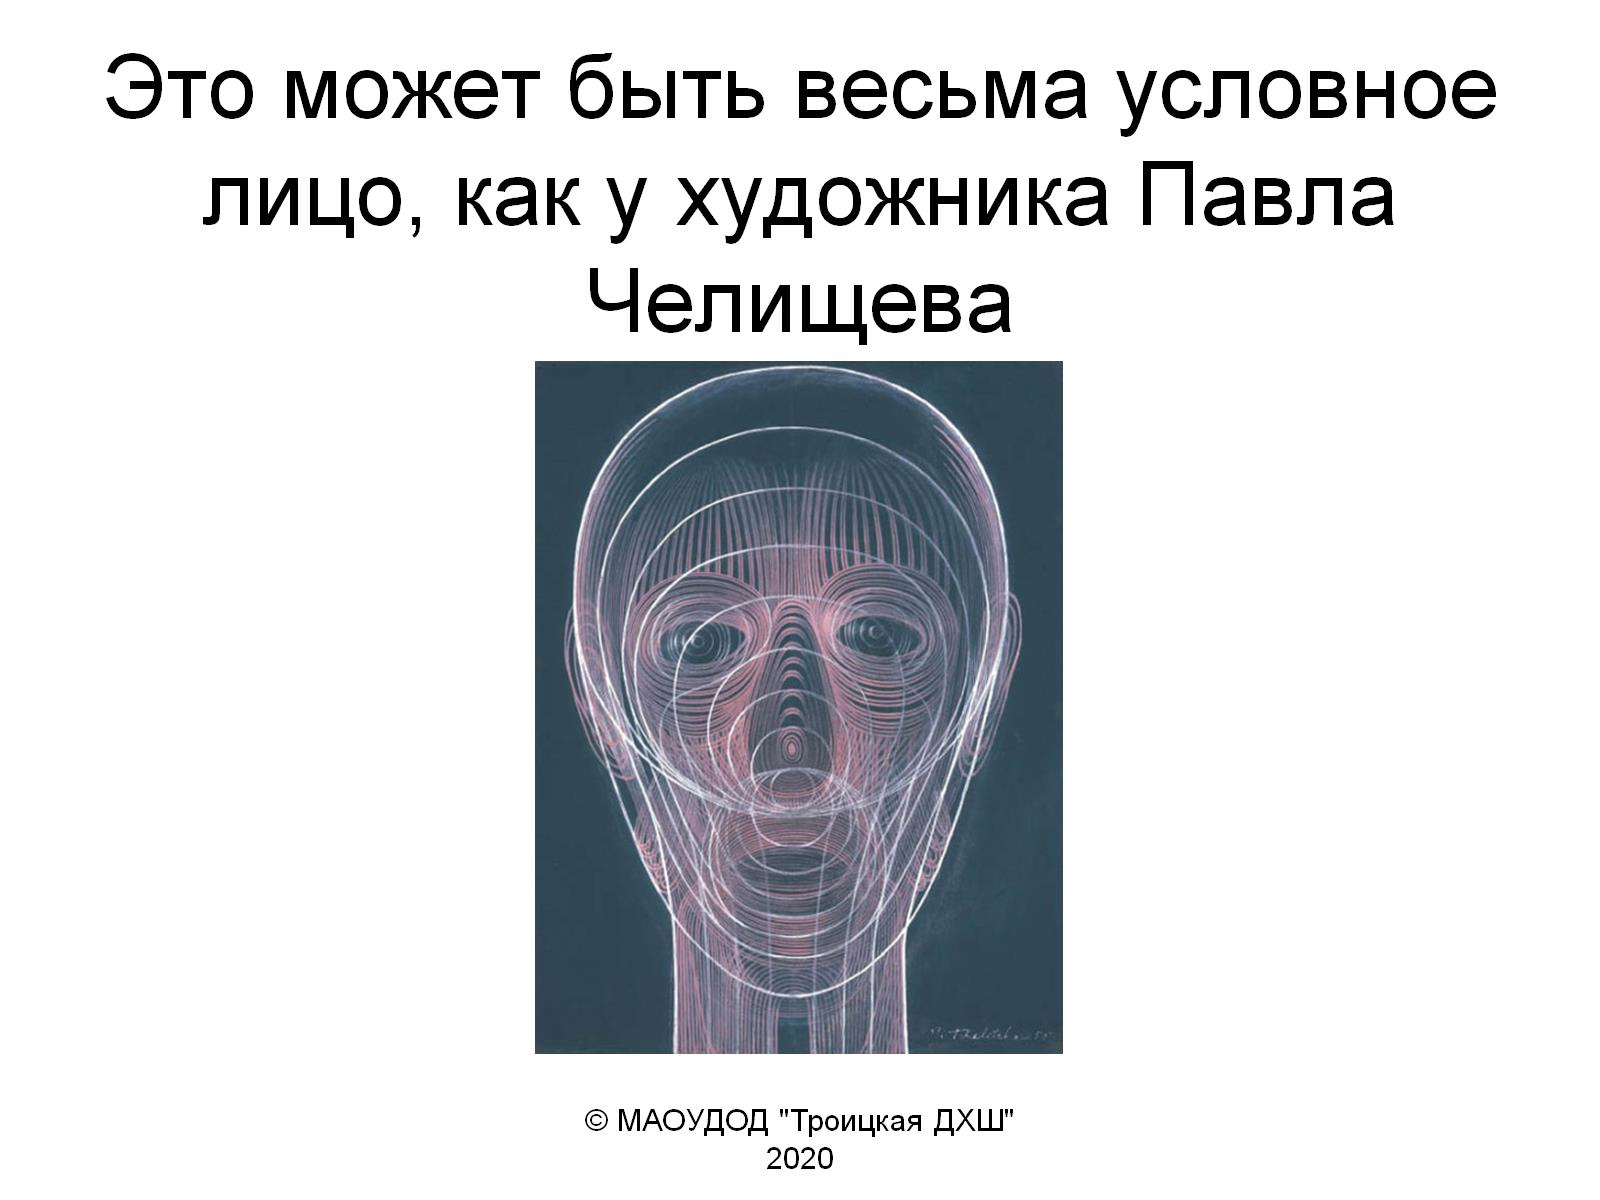 Это может быть весьма условное
лицо, как у художника Павла
Челищева
© МАОУДОД "Троицкая ДХШ"
2020